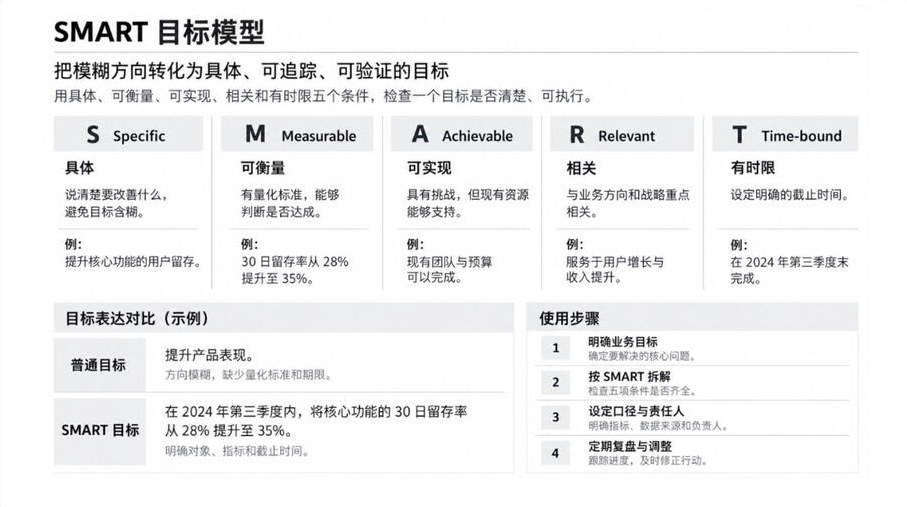 SMART 目标模型
把模糊方向转化为具体、可追踪、可验证的目标
用具体、可衡量、可实现、相关和有时限五个条件，检查一个目标是否清楚、可执行。
S Specific
具体
说清楚要改善什么，
避免目标含糊。
例：
提升核心功能的用户留存。
M Measurable
可衡量
有量化标准，能够
判断是否达成。
例：
30 日留存率从 28%
提升至 35%。
A Achievable
可实现
具有挑战，但现有资源
能够支持。
例：
现有团队与预算
可以完成。
R Relevant
相关
与业务方向和战略重点
相关。
例：
服务于用户增长与
收入提升。
T Time-bound
有时限
设定明确的截止时间。
例：
在 2024 年第三季度末
完成。
目标表达对比（示例）
普通目标
提升产品表现。
方向模糊，缺少量化标准和期限。
SMART 目标
在 2024 年第三季度内，将核心功能的 30 日留存率
从 28% 提升至 35%。
明确对象、指标和截止时间。
使用步骤
1 明确业务目标
确定要解决的核心问题。
2 按 SMART 拆解
检查五项条件是否齐全。
3 设定口径与责任人
明确指标、数据来源和负责人。
4 定期复盘与调整
跟踪进度，及时修正行动。